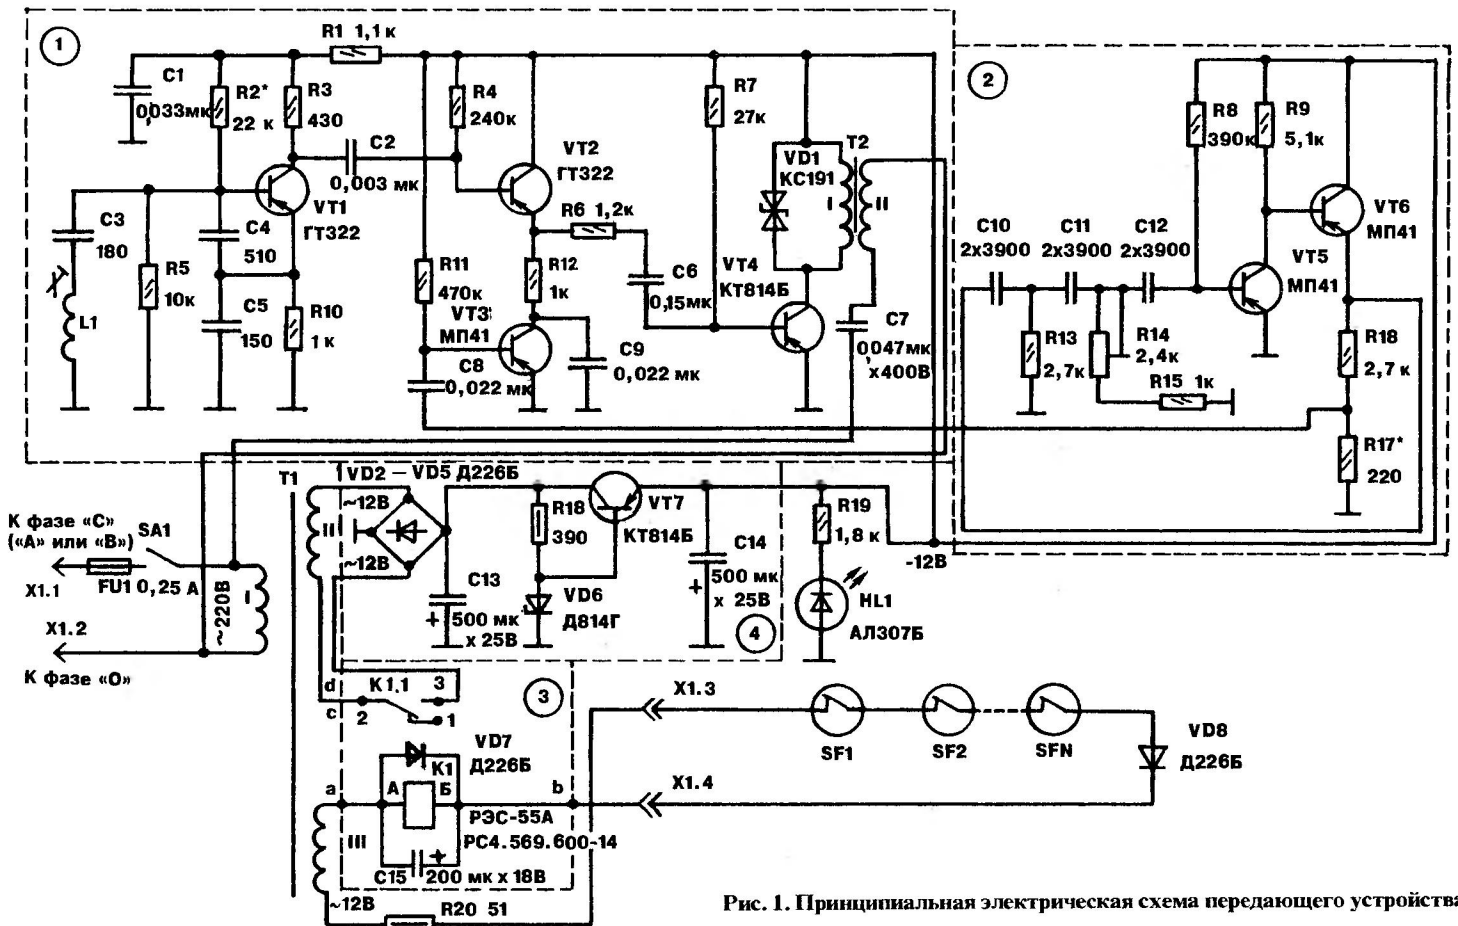 1
R1 1,1 к
C1
0,033мк
R2*
22 к
R3
430
C2
0,003 мк
R4
240к
VT2
ГТ322
R7
27к
VD1
КС191
T2
I
II
VT1
ГТ322
C3
180
C4
510
R5
10к
C5
150
R10
1 к
L1
R6 1,2к
R11
470к
R12
1к
C6
0,15мк
VT4
КТ814Б
VT3
МП41
C8
0,022 мк
C9
0,022 мк
C7
0,047мк
х400В
2
R8
390к
R9
5,1к
VT6
МП41
C10
2х3900
C11
2х3900
C12
2х3900
VT5
МП41
R13
2,7к
R14
2,4к
R15 1к
R18
2,7 к
R17*
220
T1
VD2 – VD5 Д226Б
~12В
II
~12В
К фазе «С»
(«А» или «В»)
SA1
X1.1
FU1 0,25 А
~220В
I
X1.2
К фазе «О»
R18
390
VT7
КТ814Б
C13
+
500 мк
х 25В
VD6
Д814Г
C14
500 мк
+
х 25В
4
R19
1,8 к
-12В
HL1
АЛ307Б
d
K1.1
3
c
2
1
3
VD7
Д226Б
K1
a
А
Б
b
III
РЭС-55А
РС4.569.600-14
C15
+
200 мк х 18В
~12В
R20 51
X1.3
SF1
SF2
SFN
VD8
Д226Б
X1.4
Рис. 1. Принципиальная электрическая схема передающего устройства